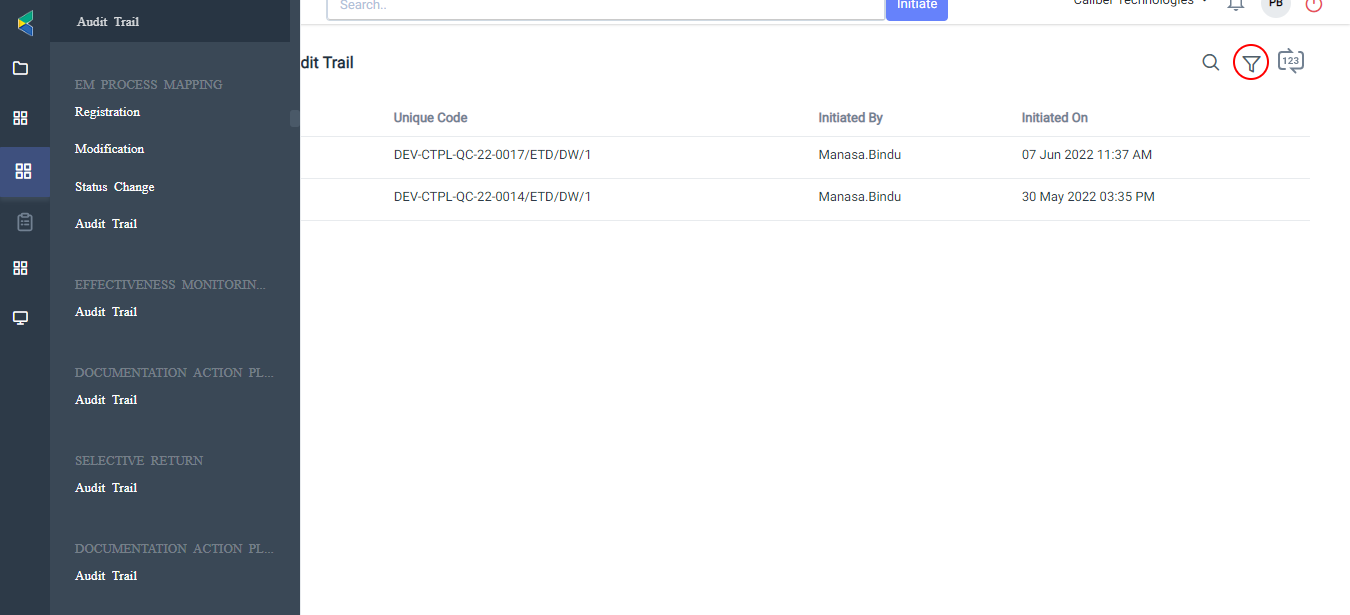 Search..
Initiate
Caliber Technologies
PB
Audit Trail
dit Trail
123
EM PROCESS MAPPING
Registration
Modification
Status Change
Audit Trail
EFFECTIVENESS MONITORIN...
Audit Trail
DOCUMENTATION ACTION PL...
Audit Trail
SELECTIVE RETURN
Audit Trail
DOCUMENTATION ACTION PL...
Audit Trail
Unique Code Initiated By Initiated On
DEV-CTPL-QC-22-0017/ETD/DW/1 Manasa.Bindu 07 Jun 2022 11:37 AM
DEV-CTPL-QC-22-0014/ETD/DW/1 Manasa.Bindu 30 May 2022 03:35 PM